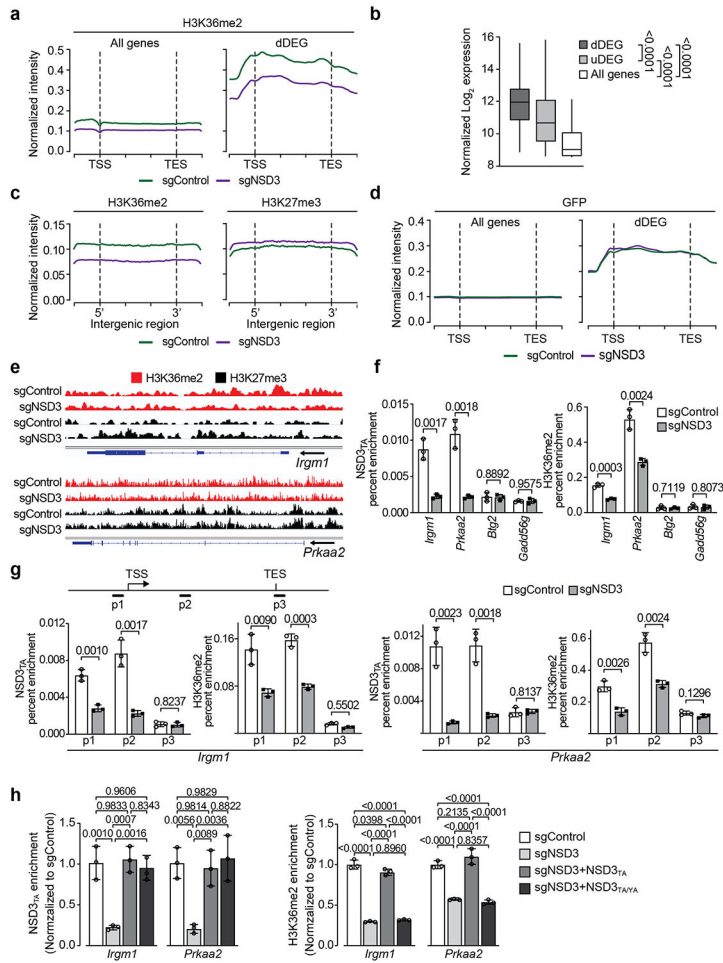 a
H3K36me2
All genes
dDEG
Normalized intensity
0.5
0.4
0.3
0.2
0.1
0
TSS
TES
TSS
TES
sgControl
sgNSD3
b
Normalized Log2 expression
16
14
12
10
8
dDEG
uDEG
All genes
<0.0001
<0.0001
<0.0001
c
H3K36me2
H3K27me3
Normalized intensity
0.15
0.10
0.05
0
5'
3'
5'
3'
Intergenic region
Intergenic region
sgControl
sgNSD3
d
GFP
All genes
dDEG
Normalized intensity
0.4
0.3
0.2
0.1
0
TSS
TES
TSS
TES
sgControl
sgNSD3
e
H3K36me2
H3K27me3
sgControl
sgNSD3
sgControl
sgNSD3
Irgm1
sgControl
sgNSD3
sgControl
sgNSD3
Prkaa2
f
NSD3TA
percent enrichment
0.015
0.010
0.005
0.000
0.0017
0.0018
0.8892
0.9575
Irgm1
Prkaa2
Btg2
Gadd56g
H3K36me2
percent enrichment
0.6
0.4
0.2
0.0
0.0003
0.0024
0.7119
0.8073
Irgm1
Prkaa2
Btg2
Gadd56g
sgControl
sgNSD3
g
TSS
TES
p1
p2
p3
sgControl
sgNSD3
NSD3TA
percent enrichment
0.012
0.008
0.004
0.000
0.0010
0.0017
0.8237
p1
p2
p3
H3K36me2
percent enrichment
0.16
0.08
0.0090
0.0003
0.5502
p1
p2
p3
Irgm1
NSD3TA
percent enrichment
0.012
0.008
0.004
0.000
0.0023
0.0018
0.8137
p1
p2
p3
H3K36me2
percent enrichment
0.6
0.4
0.2
0.0
0.0026
0.0024
0.1296
p1
p2
p3
Prkaa2
h
NSD3TA enrichment
(Normzalized to sgControl)
1.5
1.0
0.5
0.0
0.9606
0.9833
0.8343
0.0007
0.0010
0.0016
0.9829
0.9814
0.8822
0.0056
0.0036
0.0089
Irgm1
Prkaa2
H3K36me2 enrichment
(Normzalized to sgControl)
1.5
1.0
0.5
0.0
<0.0001
0.0398
<0.0001
<0.0001
<0.0001
0.8960
<0.0001
0.2135
<0.0001
<0.0001
<0.0001
0.8357
Irgm1
Prkaa2
sgControl
sgNSD3
sgNSD3+NSD3TA
sgNSD3+NSD3TA/YA